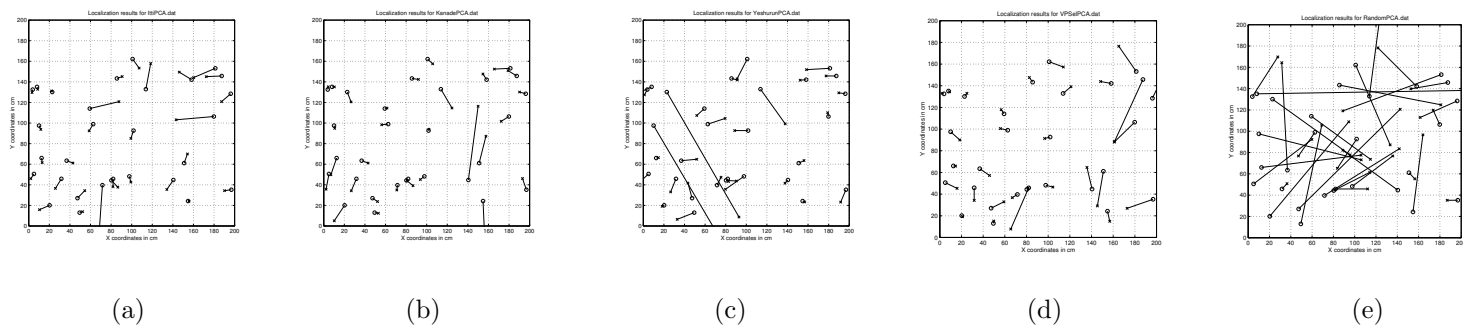 Localization results for IttiPCA.dat
200
180
160
140
120
100
80
60
40
20
0
Y coordinates in cm
0 20 40 60 80 100 120 140 160 180 200
X coordinates in cm
(a)
Localization results for KanadePCA.dat
200
180
160
140
120
100
80
60
40
20
0
Y coordinates in cm
0 20 40 60 80 100 120 140 160 180 200
X coordinates in cm
(b)
Localization results for YeshurunPCA.dat
200
180
160
140
120
100
80
60
40
20
0
Y coordinates in cm
0 20 40 60 80 100 120 140 160 180 200
X coordinates in cm
(c)
Localization results for VPSelPCA.dat
200
180
160
140
120
100
80
60
40
20
0
Y coordinates in cm
0 20 40 60 80 100 120 140 160 180 200
X coordinates in cm
(d)
Localization results for RandomPCA.dat
200
180
160
140
120
100
80
60
40
20
0
Y coordinates in cm
0 20 40 60 80 100 120 140 160 180 200
X coordinates in cm
(e)